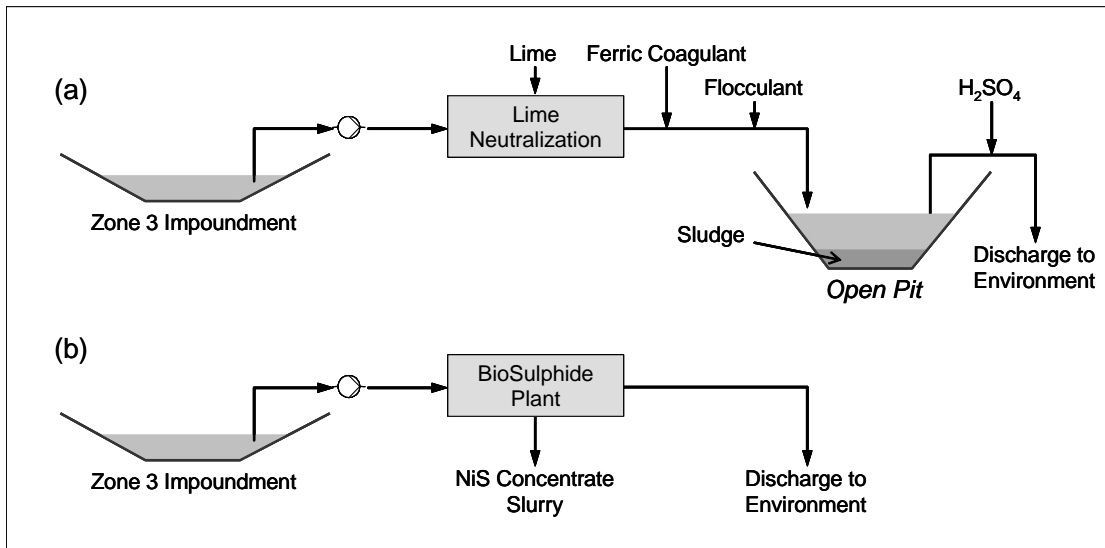 (a)
Lime
Ferric Coagulant
Flocculant
H₂SO₄
Lime
Neutralization
Zone 3 Impoundment
Sludge
Open Pit
Discharge to
Environment
(b)
BioSulphide
Plant
Zone 3 Impoundment
NiS Concentrate
Slurry
Discharge to
Environment